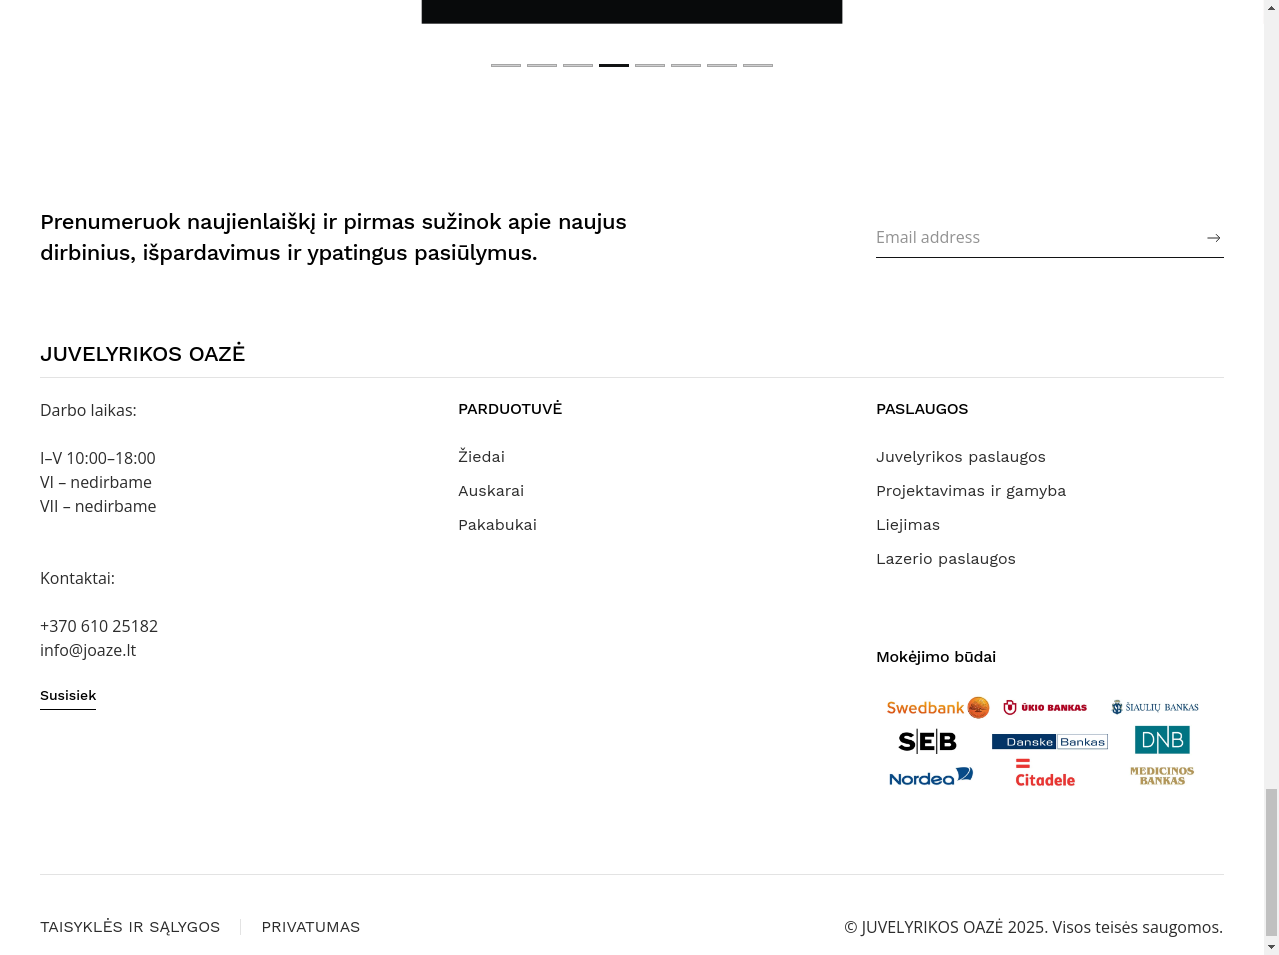 Prenumeruok naujienlaiškį ir pirmas sužinok apie naujus
dirbinius, išpardavimus ir ypatingus pasiūlymus.
Email address
JUVELYRIKOS OAZĖ
Darbo laikas:
I–V 10:00–18:00
VI – nedirbame
VII – nedirbame
Kontaktai:
+370 610 25182
info@joaze.lt
Susisiek
PARDUOTUVĖ
Žiedai
Auskarai
Pakabukai
PASLAUGOS
Juvelyrikos paslaugos
Projektavimas ir gamyba
Liejimas
Lazerio paslaugos
Mokėjimo būdai
Swedbank ŪKIO BANKAS ŠIAULIŲ BANKAS
SEB Danske Bankas DNB
Nordea Citadele MEDICINOS
BANKAS
TAISYKLĖS IR SĄLYGOS PRIVATUMAS
© JUVELYRIKOS OAZĖ 2025. Visos teisės saugomos.